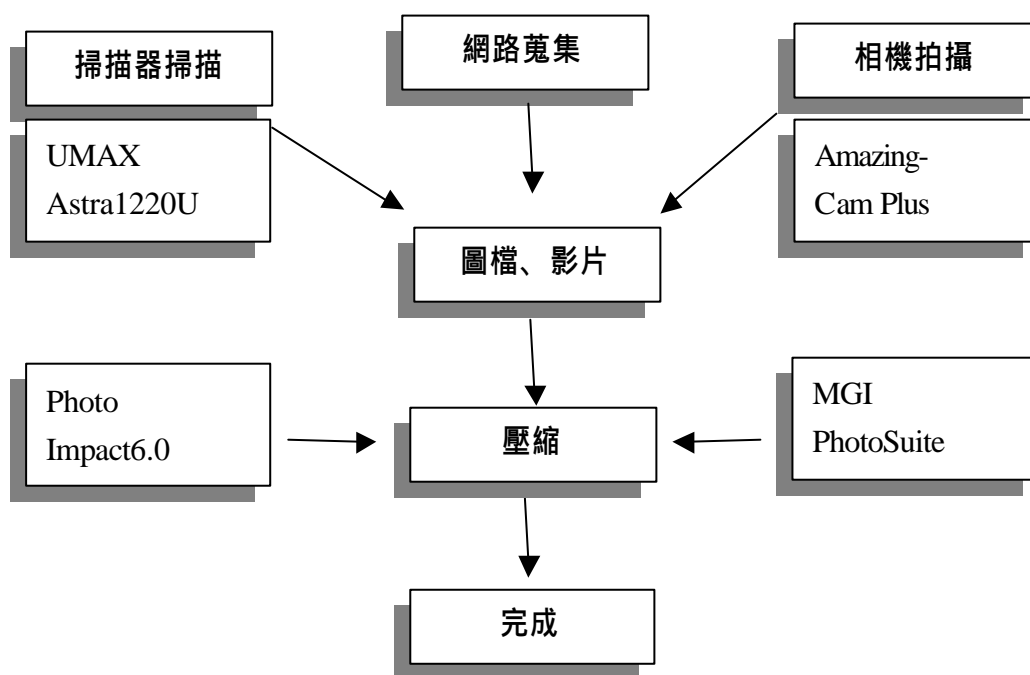 掃描器掃描
網路蒐集
相機拍攝
UMAX
Astra1220U
Amazing-
Cam Plus
圖檔、影片
Photo
Impact6.0
壓縮
MGI
PhotoSuite
完成